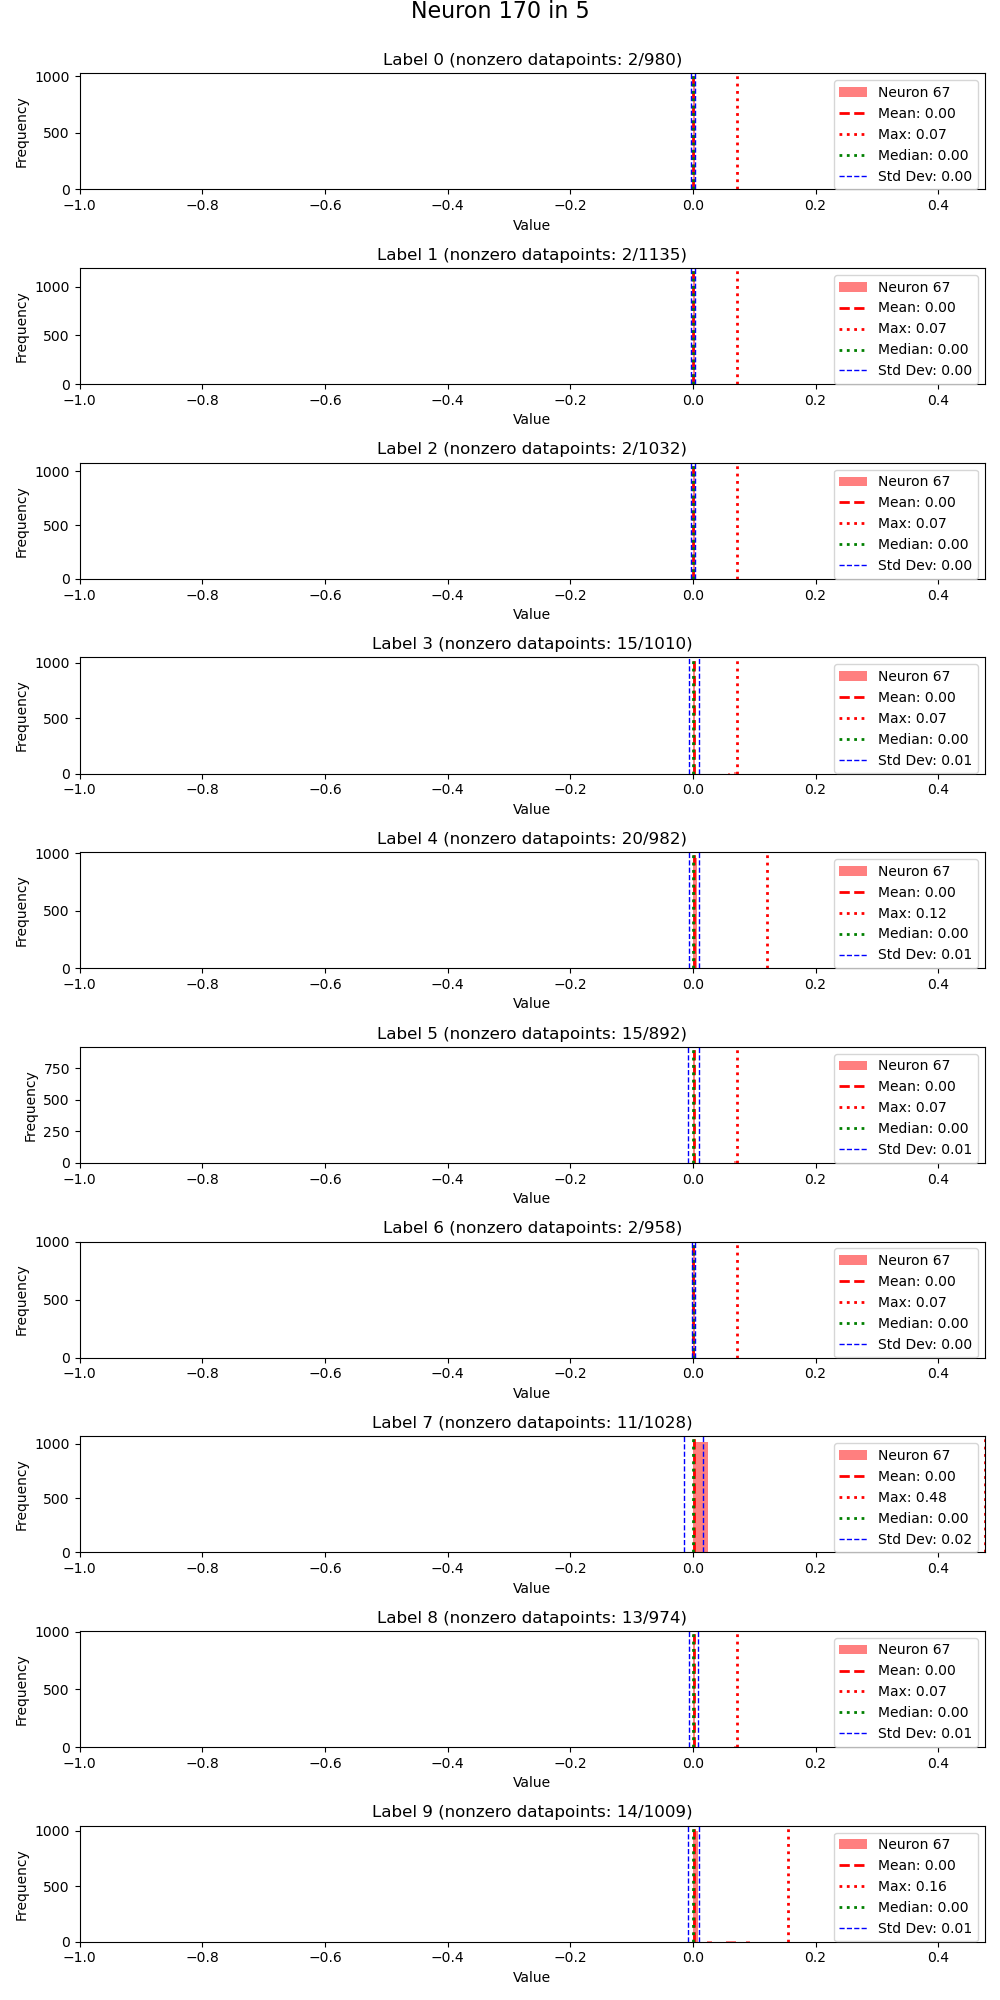 Neuron 170 in 5
Label 0 (nonzero datapoints: 2/980)
Frequency
1000
500
0
Neuron 67
Mean: 0.00
Max: 0.07
Median: 0.00
Std Dev: 0.00
−1.0 −0.8 −0.6 −0.4 −0.2 0.0 0.2 0.4
Value
Label 1 (nonzero datapoints: 2/1135)
Frequency
1000
500
0
Neuron 67
Mean: 0.00
Max: 0.07
Median: 0.00
Std Dev: 0.00
−1.0 −0.8 −0.6 −0.4 −0.2 0.0 0.2 0.4
Value
Label 2 (nonzero datapoints: 2/1032)
Frequency
1000
500
0
Neuron 67
Mean: 0.00
Max: 0.07
Median: 0.00
Std Dev: 0.00
−1.0 −0.8 −0.6 −0.4 −0.2 0.0 0.2 0.4
Value
Label 3 (nonzero datapoints: 15/1010)
Frequency
1000
500
0
Neuron 67
Mean: 0.00
Max: 0.07
Median: 0.00
Std Dev: 0.01
−1.0 −0.8 −0.6 −0.4 −0.2 0.0 0.2 0.4
Value
Label 4 (nonzero datapoints: 20/982)
Frequency
1000
500
0
Neuron 67
Mean: 0.00
Max: 0.12
Median: 0.00
Std Dev: 0.01
−1.0 −0.8 −0.6 −0.4 −0.2 0.0 0.2 0.4
Value
Label 5 (nonzero datapoints: 15/892)
Frequency
750
500
250
0
Neuron 67
Mean: 0.00
Max: 0.07
Median: 0.00
Std Dev: 0.01
−1.0 −0.8 −0.6 −0.4 −0.2 0.0 0.2 0.4
Value
Label 6 (nonzero datapoints: 2/958)
Frequency
1000
500
0
Neuron 67
Mean: 0.00
Max: 0.07
Median: 0.00
Std Dev: 0.00
−1.0 −0.8 −0.6 −0.4 −0.2 0.0 0.2 0.4
Value
Label 7 (nonzero datapoints: 11/1028)
Frequency
1000
500
0
Neuron 67
Mean: 0.00
Max: 0.48
Median: 0.00
Std Dev: 0.02
−1.0 −0.8 −0.6 −0.4 −0.2 0.0 0.2 0.4
Value
Label 8 (nonzero datapoints: 13/974)
Frequency
1000
500
0
Neuron 67
Mean: 0.00
Max: 0.07
Median: 0.00
Std Dev: 0.01
−1.0 −0.8 −0.6 −0.4 −0.2 0.0 0.2 0.4
Value
Label 9 (nonzero datapoints: 14/1009)
Frequency
1000
500
0
Neuron 67
Mean: 0.00
Max: 0.16
Median: 0.00
Std Dev: 0.01
−1.0 −0.8 −0.6 −0.4 −0.2 0.0 0.2 0.4
Value